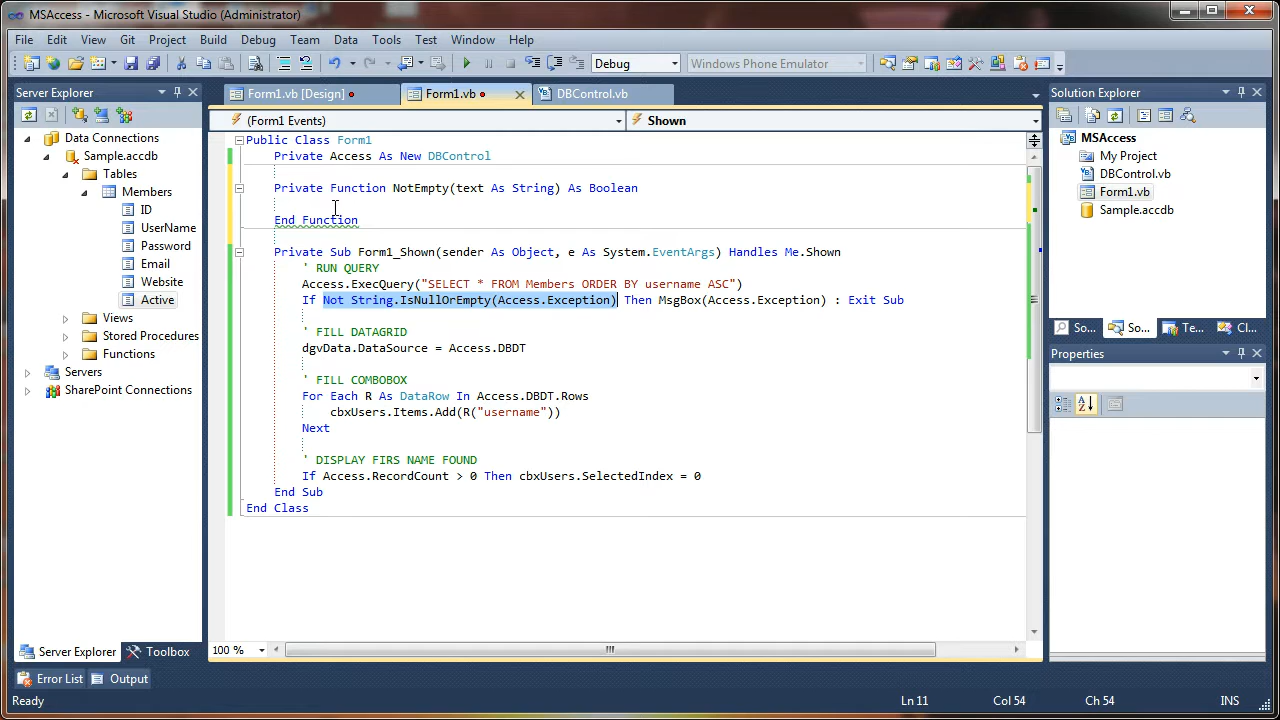 MSAccess - Microsoft Visual Studio (Administrator)
File Edit View Git Project Build Debug Team Data Tools Test Window Help
Debug Windows Phone Emulator
Server Explorer
Data Connections
Sample.accdb
Tables
Members
ID
UserName
Password
Email
Website
Active
Views
Stored Procedures
Functions
Servers
SharePoint Connections
Server Explorer Toolbox
Form1.vb [Design] Form1.vb DBControl.vb
(Form1 Events) Shown
Public Class Form1
Private Access As New DBControl
Private Function NotEmpty(text As String) As Boolean
End Function
Private Sub Form1_Shown(sender As Object, e As System.EventArgs) Handles Me.Shown
' RUN QUERY
Access.ExecQuery("SELECT * FROM Members ORDER BY username ASC")
If Not String.IsNullOrEmpty(Access.Exception) Then MsgBox(Access.Exception) : Exit Sub
' FILL DATAGRID
dgvData.DataSource = Access.DBDT
' FILL COMBOBOX
For Each R As DataRow In Access.DBDT.Rows
cbxUsers.Items.Add(R("username"))
Next
' DISPLAY FIRS NAME FOUND
If Access.RecordCount > 0 Then cbxUsers.SelectedIndex = 0
End Sub
End Class
100 %
Solution Explorer
MSAccess
My Project
DBControl.vb
Form1.vb
Sample.accdb
So... So... Te... Cl...
Properties
Error List Output
Ready Ln 11 Col 54 Ch 54 INS